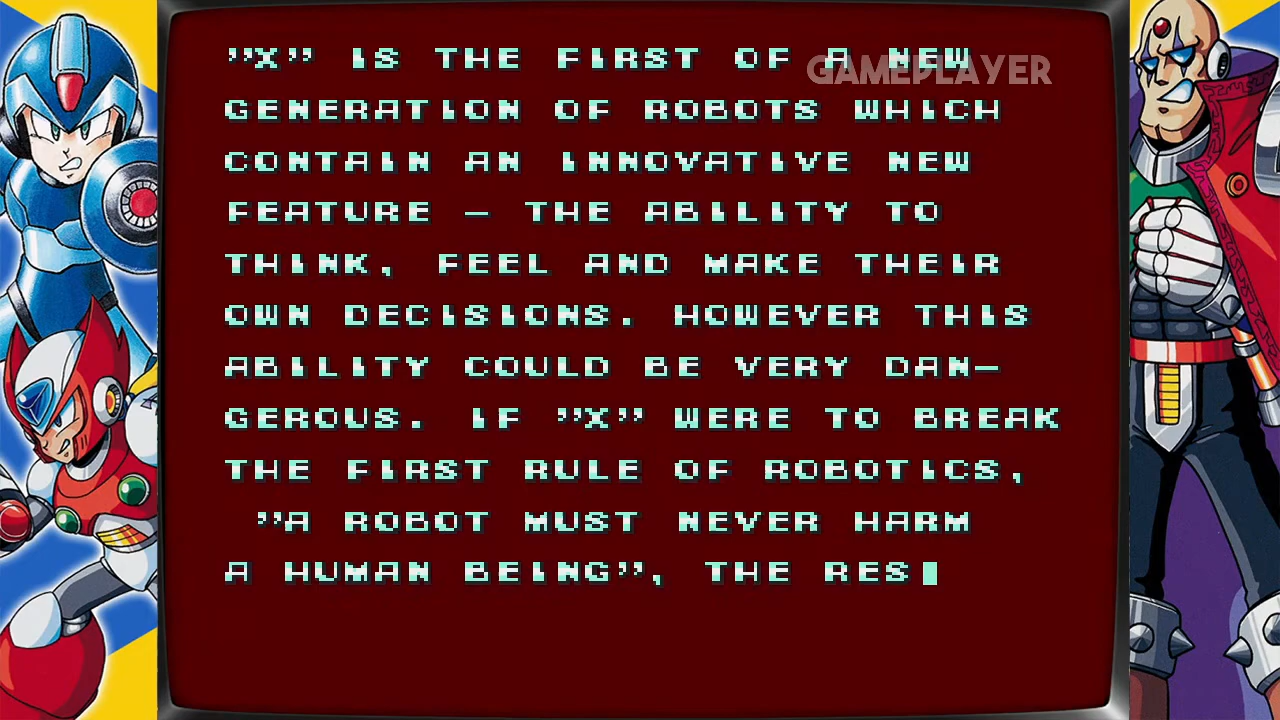 "X" IS THE FIRST OF A NEW
GAMEPLAYER
GENERATION OF ROBOTS WHICH
CONTAIN AN INNOVATIVE NEW
FEATURE – THE ABILITY TO
THINK, FEEL AND MAKE THEIR
OWN DECISIONS. HOWEVER THIS
ABILITY COULD BE VERY DAN–
GEROUS. IF "X" WERE TO BREAK
THE FIRST RULE OF ROBOTICS,
"A ROBOT MUST NEVER HARM
A HUMAN BEING", THE RES